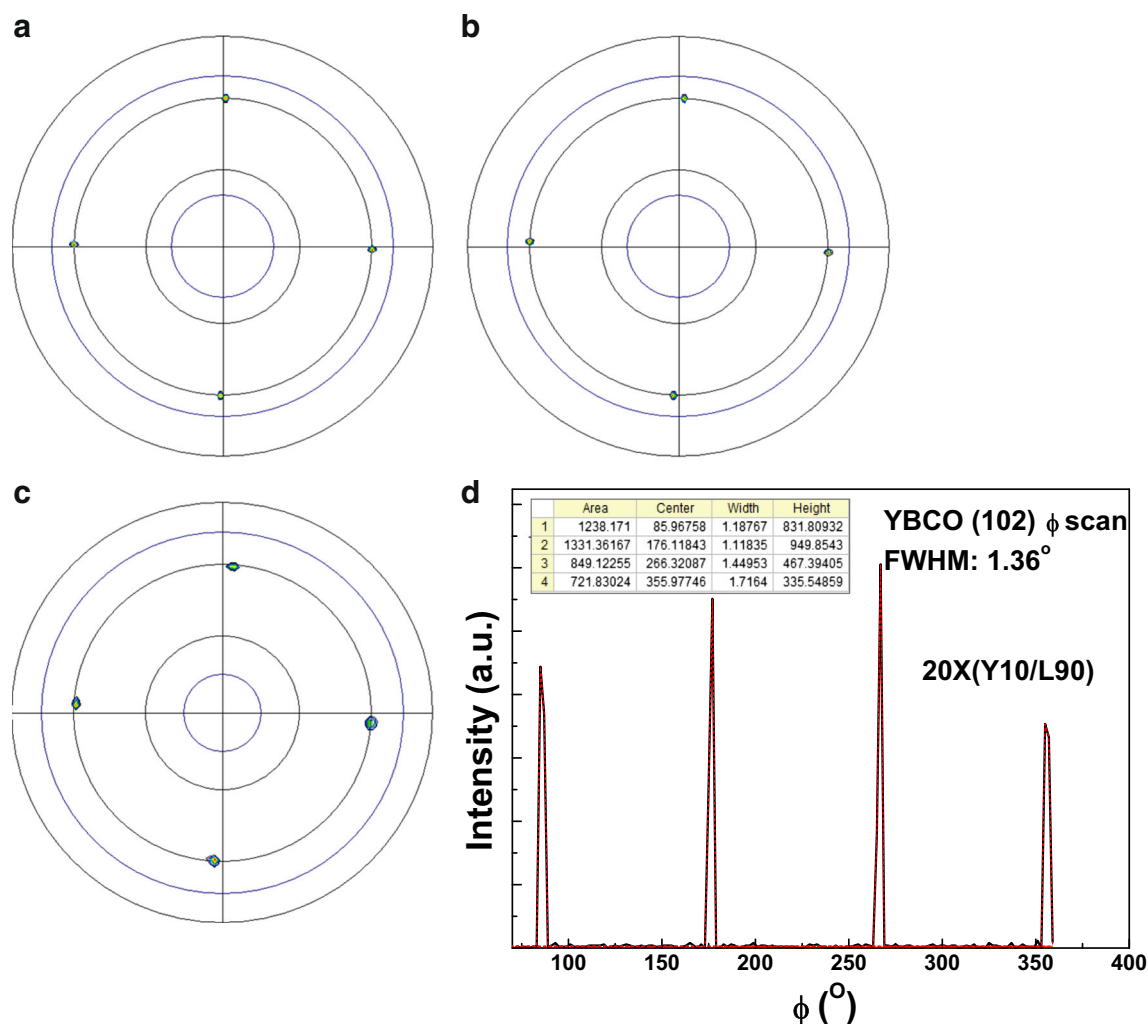 a
b
c
d
Area Center Width Height
1 1238.171 85.96758 1.18767 831.80932
2 1331.36167 176.11843 1.11835 949.8543
3 849.12255 266.32087 1.44953 467.39405
4 721.83024 355.97746 1.7164 335.54859
YBCO (102) ϕ scan
FWHM: 1.36°
20X(Y10/L90)
Intensity (a.u.)
100 150 200 250 300 350 400
ϕ (°)